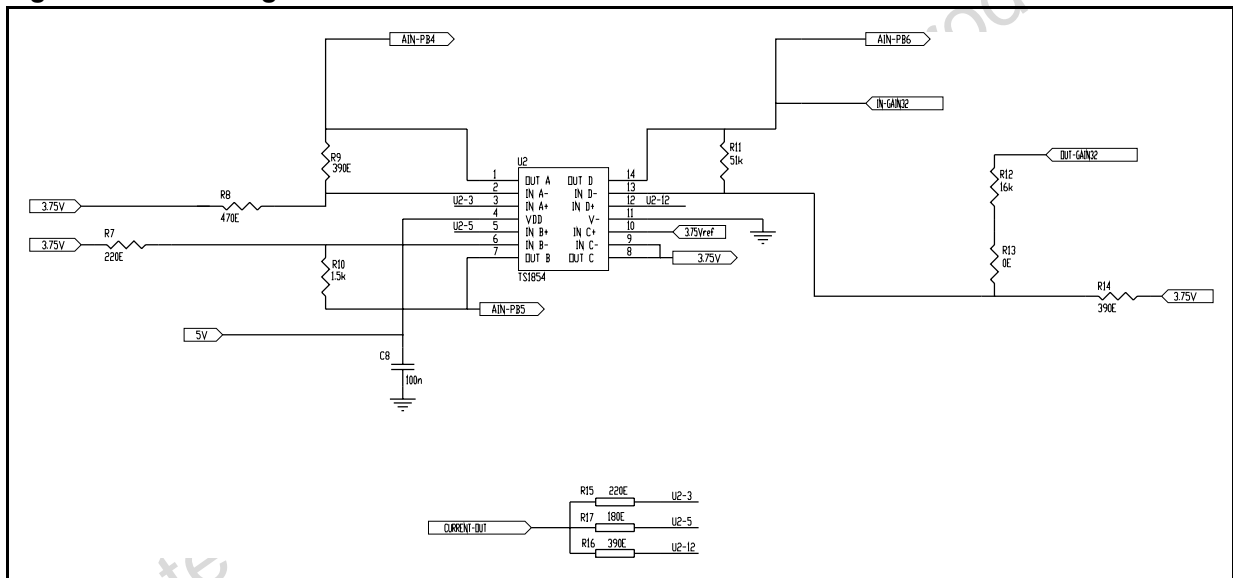 AIN-PB4
AIN-PB6
IN-GAIN32
R9
390E
R11
51k
OUT-GAIN32
U2
R12
16k
1 OUT A OUT D 14
2 IN A- IN D- 13
U2-3 3 IN A+ IN D+ 12 U2-12
4 VDD V- 11
U2-5 5 IN B+ IN C+ 10 3.75Vref
6 IN B- IN C- 9
7 OUT B OUT C 8 3.75V
TS1854
3.75V
R8
470E
3.75V
R7
220E
R10
1.5k
R13
0E
R14
390E
3.75V
AIN-PB5
5V
C8
100n
R15 220E U2-3
CURRENT-OUT
R17 180E U2-5
R16 390E U2-12